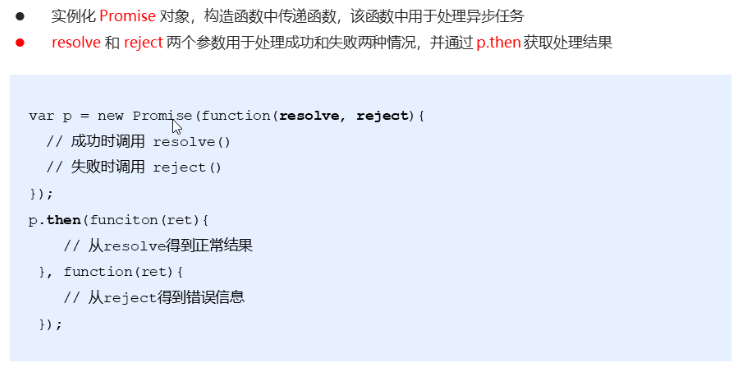 实例化 Promise 对象，构造函数中传递函数，该函数中用于处理异步任务
resolve 和 reject 两个参数用于处理成功和失败两种情况，并通过 p.then 获取处理结果
var p = new Promise(function(resolve, reject){
// 成功时调用 resolve()
// 失败时调用 reject()
});
p.then(funciton(ret){
// 从resolve得到正常结果
}, function(ret){
// 从reject得到错误信息
});